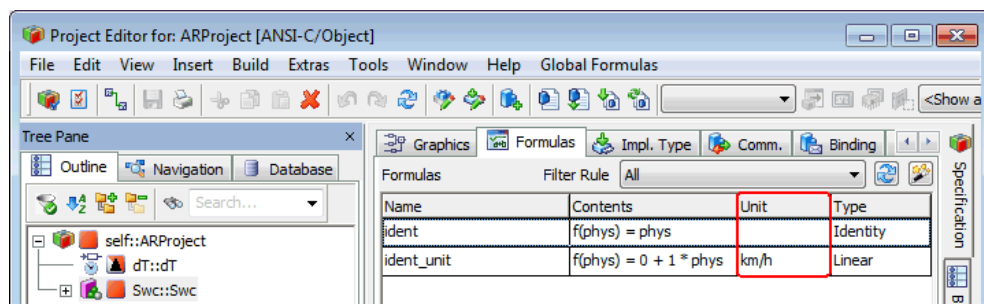 Project Editor for: ARProject [ANSI-C/Object]
File Edit View Insert Build Extras Tools Window Help Global Formulas
<Show a
Tree Pane
Outline Navigation Database
Search...
self::ARProject
dT::dT
Swc::Swc
Graphics Formulas Impl. Type Comm. Binding
Formulas Filter Rule All
Name Contents Unit Type
ident f(phys) = phys Identity
ident_unit f(phys) = 0 + 1 * phys km/h Linear
Specification